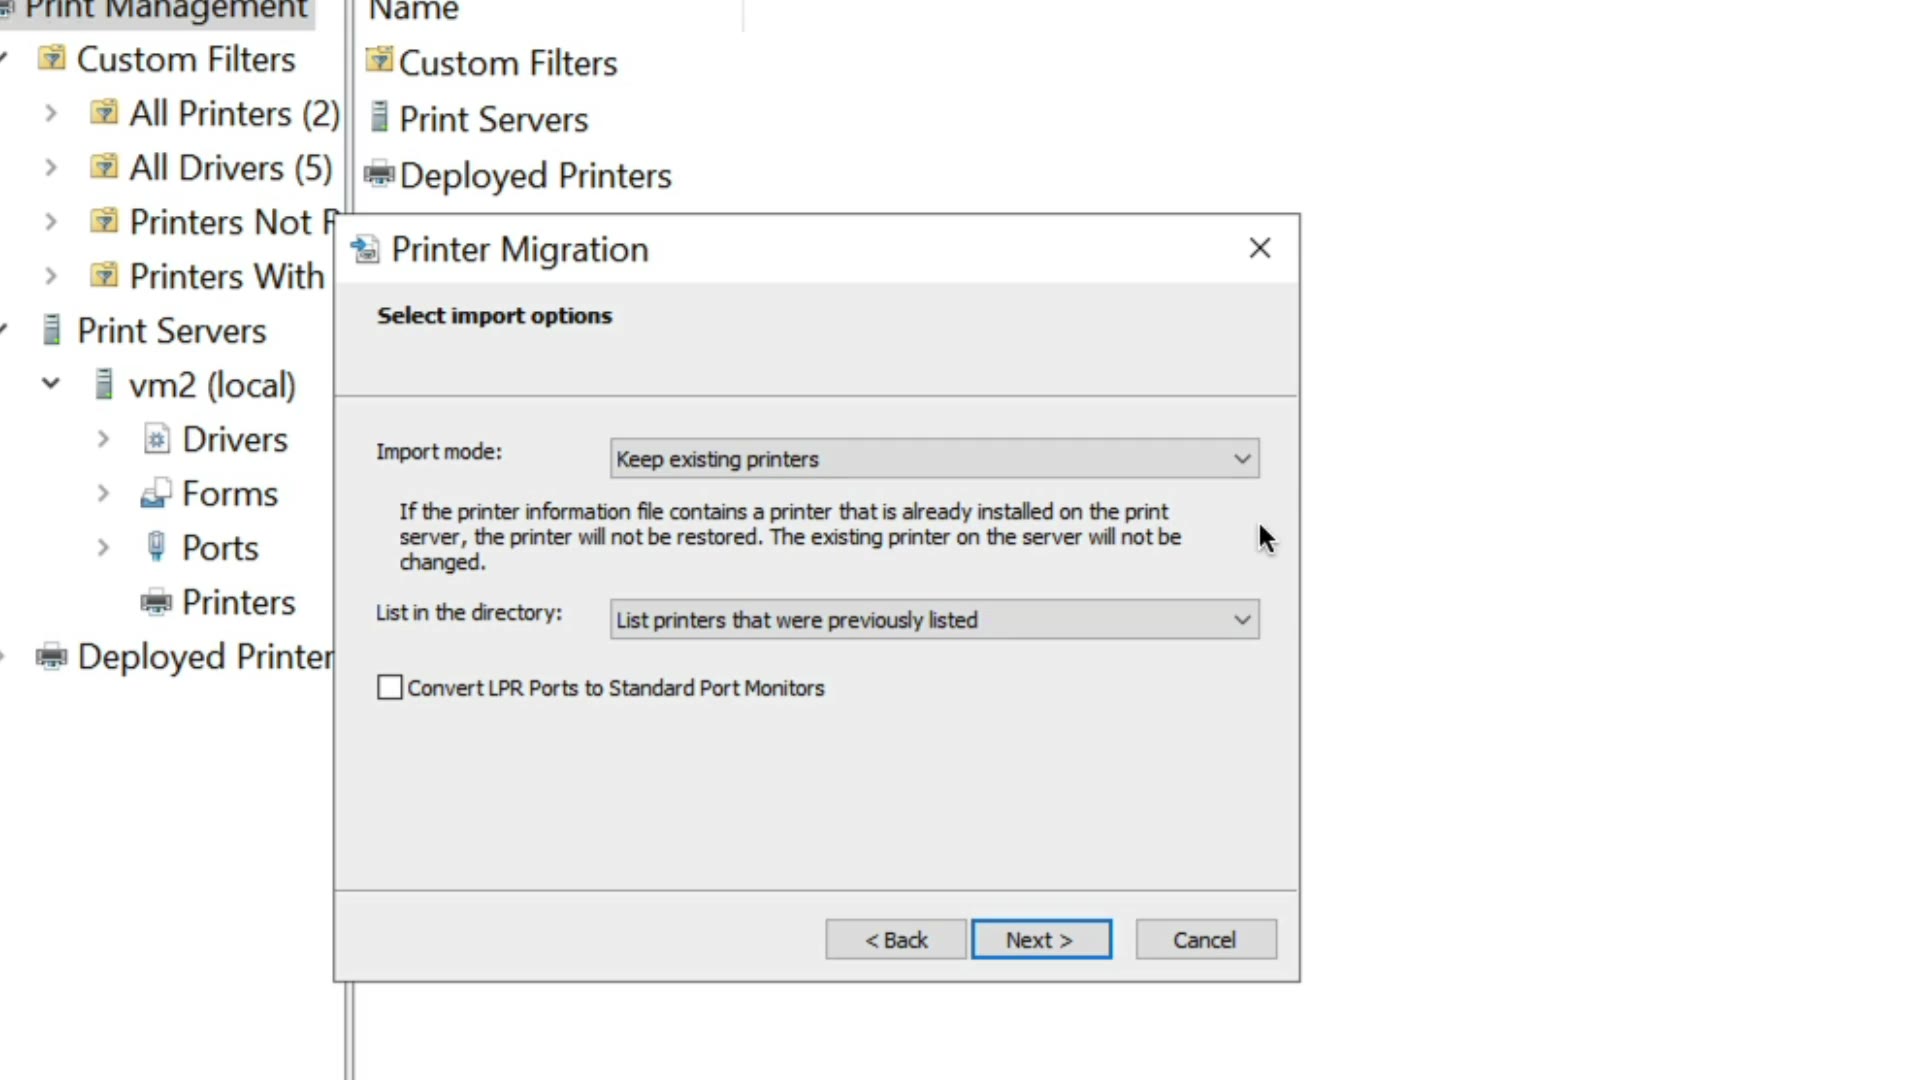 Print Management
Custom Filters
All Printers (2)
All Drivers (5)
Printers Not
Printers With
Print Servers
vm2 (local)
Drivers
Forms
Ports
Printers
Deployed Printer
Name
Custom Filters
Print Servers
Deployed Printers
Printer Migration
Select import options
Import mode:
Keep existing printers
If the printer information file contains a printer that is already installed on the print
server, the printer will not be restored. The existing printer on the server will not be
changed.
List in the directory:
List printers that were previously listed
Convert LPR Ports to Standard Port Monitors
< Back
Next >
Cancel